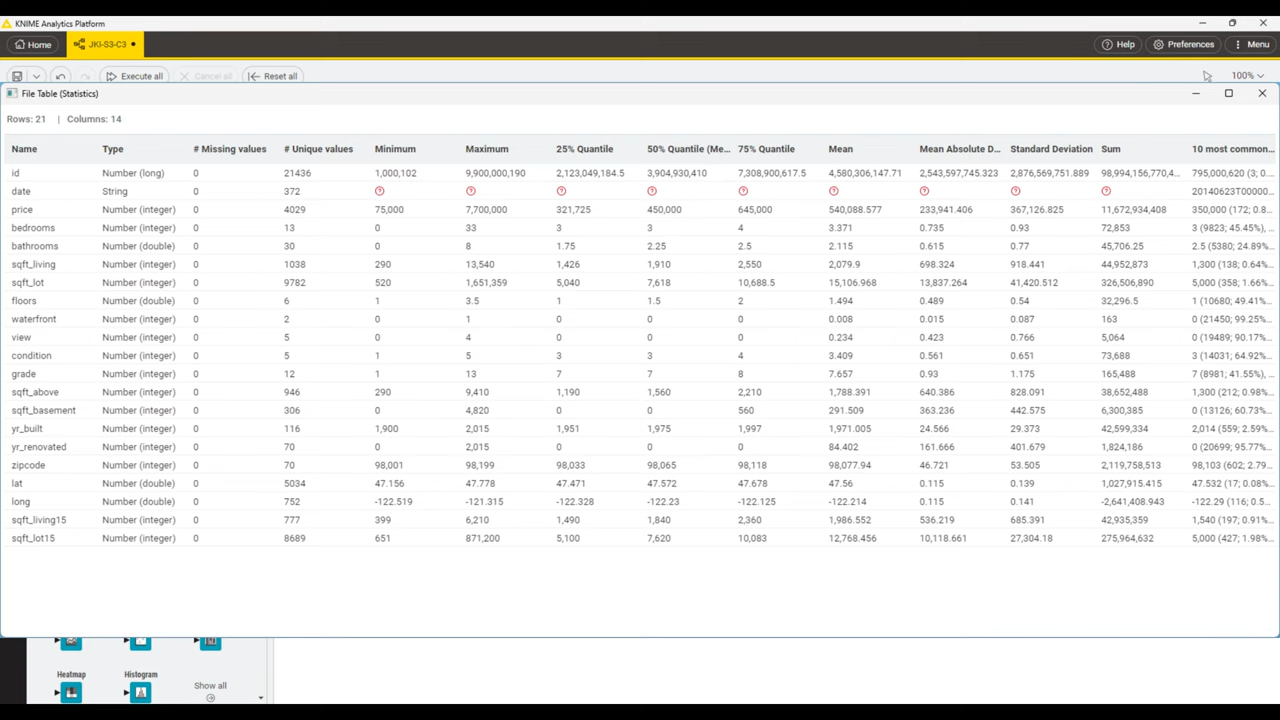 KNIME Analytics Platform
Home JKI-S3-C3 Help Preferences Menu
Execute all Cancel all Reset all 100%
File Table (Statistics)
Rows: 21 | Columns: 14
Name Type # Missing values # Unique values Minimum Maximum 25% Quantile 50% Quantile (Me... 75% Quantile Mean Mean Absolute D... Standard Deviation Sum 10 most common...
id Number (long) 0 21436 1,000,102 9,900,000,190 2,123,049,184.5 3,904,930,410 7,308,900,617.5 4,580,306,147.71 2,543,597,745.323 2,876,569,751.889 98,994,156,770,4... 795,000,620 (3; 0...
date String 0 372 ? ? ? ? ? ? ? ? ? 20140623T00000...
price Number (integer) 0 4029 75,000 7,700,000 321,725 450,000 645,000 540,088.577 233,941.406 367,126.825 11,672,934,408 350,000 (172; 0.8...
bedrooms Number (integer) 0 13 0 33 3 3 4 3.371 0.735 0.93 72,853 3 (9823; 45.45%), ...
bathrooms Number (double) 0 30 0 8 1.75 2.25 2.5 2.115 0.615 0.77 45,706.25 2.5 (5380; 24.89%...
sqft_living Number (integer) 0 1038 290 13,540 1,426 1,910 2,550 2,079.9 698.324 918.441 44,952,873 1,300 (138; 0.64%...
sqft_lot Number (integer) 0 9782 520 1,651,359 5,040 7,618 10,688.5 15,106.968 13,837.264 41,420.512 326,506,890 5,000 (358; 1.66%...
floors Number (double) 0 6 1 3.5 1 1.5 2 1.494 0.489 0.54 32,296.5 1 (10680; 49.41%...
waterfront Number (integer) 0 2 0 1 0 0 0 0.008 0.015 0.087 163 0 (21450; 99.25%...
view Number (integer) 0 5 0 4 0 0 0 0.234 0.423 0.766 5,064 0 (19489; 90.17%...
condition Number (integer) 0 5 1 5 3 3 4 3.409 0.561 0.651 73,688 3 (14031; 64.92%...
grade Number (integer) 0 12 1 13 7 7 8 7.657 0.93 1.175 165,488 7 (8981; 41.55%), ...
sqft_above Number (integer) 0 946 290 9,410 1,190 1,560 2,210 1,788.391 640.386 828.091 38,652,488 1,300 (212; 0.98%...
sqft_basement Number (integer) 0 306 0 4,820 0 0 560 291.509 363.236 442.575 6,300,385 0 (13126; 60.73%...
yr_built Number (integer) 0 116 1,900 2,015 1,951 1,975 1,997 1,971.005 24.566 29.373 42,599,334 2,014 (559; 2.59%...
yr_renovated Number (integer) 0 70 0 2,015 0 0 0 84.402 161.666 401.679 1,824,186 0 (20699; 95.77%...
zipcode Number (integer) 0 70 98,001 98,199 98,033 98,065 98,118 98,077.94 46.721 53.505 2,119,758,513 98,103 (602; 2.79...
lat Number (double) 0 5034 47.156 47.778 47.471 47.572 47.678 47.56 0.115 0.139 1,027,915.415 47.532 (17; 0.08%...
long Number (double) 0 752 -122.519 -121.315 -122.328 -122.23 -122.125 -122.214 0.115 0.141 -2,641,408.943 -122.29 (116; 0.5...
sqft_living15 Number (integer) 0 777 399 6,210 1,490 1,840 2,360 1,986.552 536.219 685.391 42,935,359 1,540 (197; 0.91%...
sqft_lot15 Number (integer) 0 8689 651 871,200 5,100 7,620 10,083 12,768.456 10,118.661 27,304.18 275,964,632 5,000 (427; 1.98%...
Heatmap Histogram
Show all